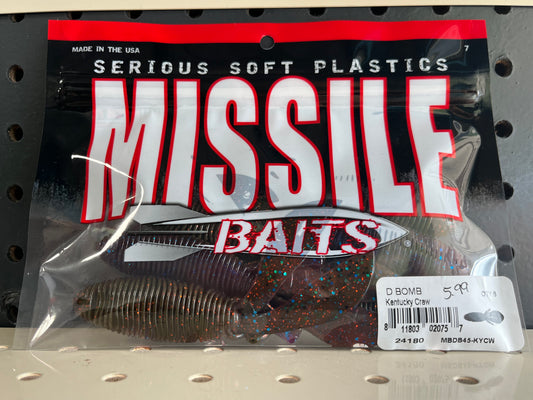 MADE IN THE USA 7
SERIOUS SOFT PLASTICS
MISSILE
BAITS®
D BOMB 5.99
Kentucky Craw
8 11803 02075 7
24180 MBDB45-KYCW